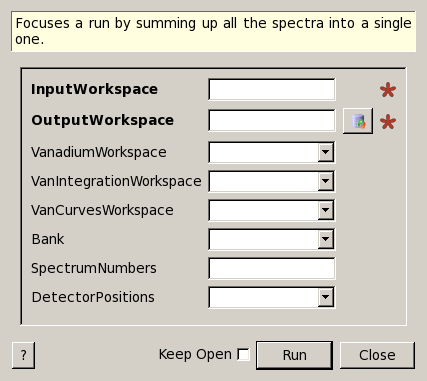 Focuses a run by summing up all the spectra into a single
one.
InputWorkspace
OutputWorkspace
VanadiumWorkspace
VanIntegrationWorkspace
VanCurvesWorkspace
Bank
SpectrumNumbers
DetectorPositions
? Keep Open Run Close